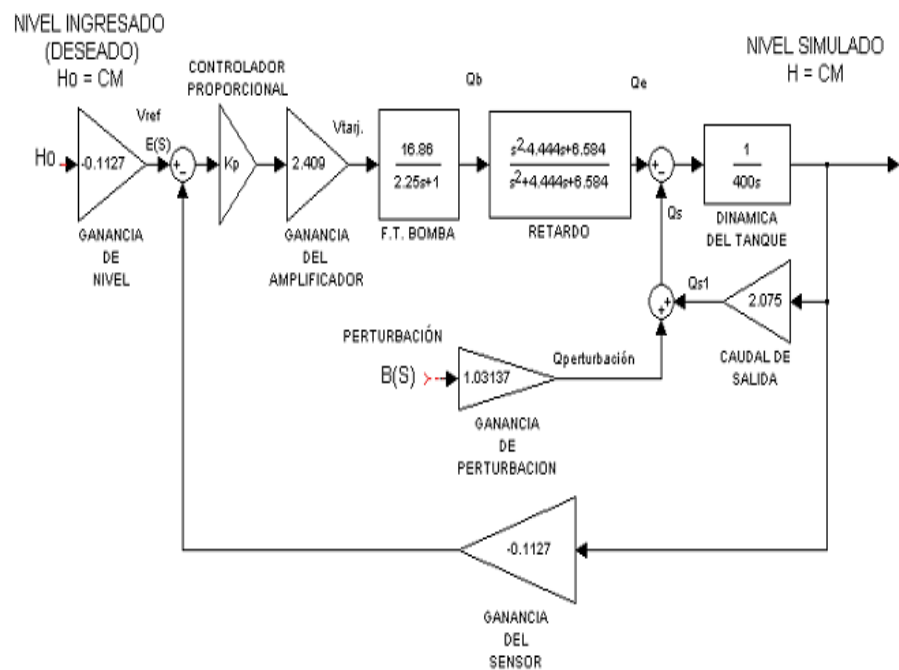 NIVEL INGRESADO
(DESEADO)
Ho = CM
NIVEL SIMULADO
H = CM
CONTROLADOR
PROPORCIONAL
Qb
Qe
Vref
E(S)
Vtarj.
Ho
-0.1127
+
-
Kp
2.409
16.86
2.25s+1
s²-4.444s+6.584
s²+4.444s+6.584
+
-
1
400s
GANANCIA
DE
NIVEL
GANANCIA
DEL
AMPLIFICADOR
F.T. BOMBA
RETARDO
Qs
DINAMICA
DEL TANQUE
Qs1
2.075
+
+
CAUDAL DE
SALIDA
PERTURBACIÓN
B(S)
1.03137
Qperturbación
GANANCIA
DE
PERTURBACION
-0.1127
GANANCIA
DEL
SENSOR